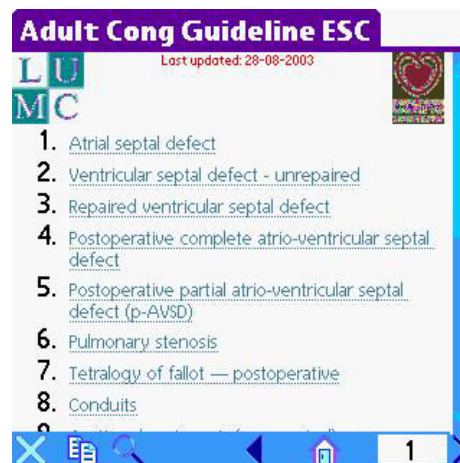 Adult Cong Guideline ESC
Last updated: 28-08-2003
L U
M C
1. Atrial septal defect
2. Ventricular septal defect - unrepaired
3. Repaired ventricular septal defect
4. Postoperative complete atrio-ventricular septal
defect
5. Postoperative partial atrio-ventricular septal
defect (p-AVSD)
6. Pulmonary stenosis
7. Tetralogy of fallot — postoperative
8. Conduits
1